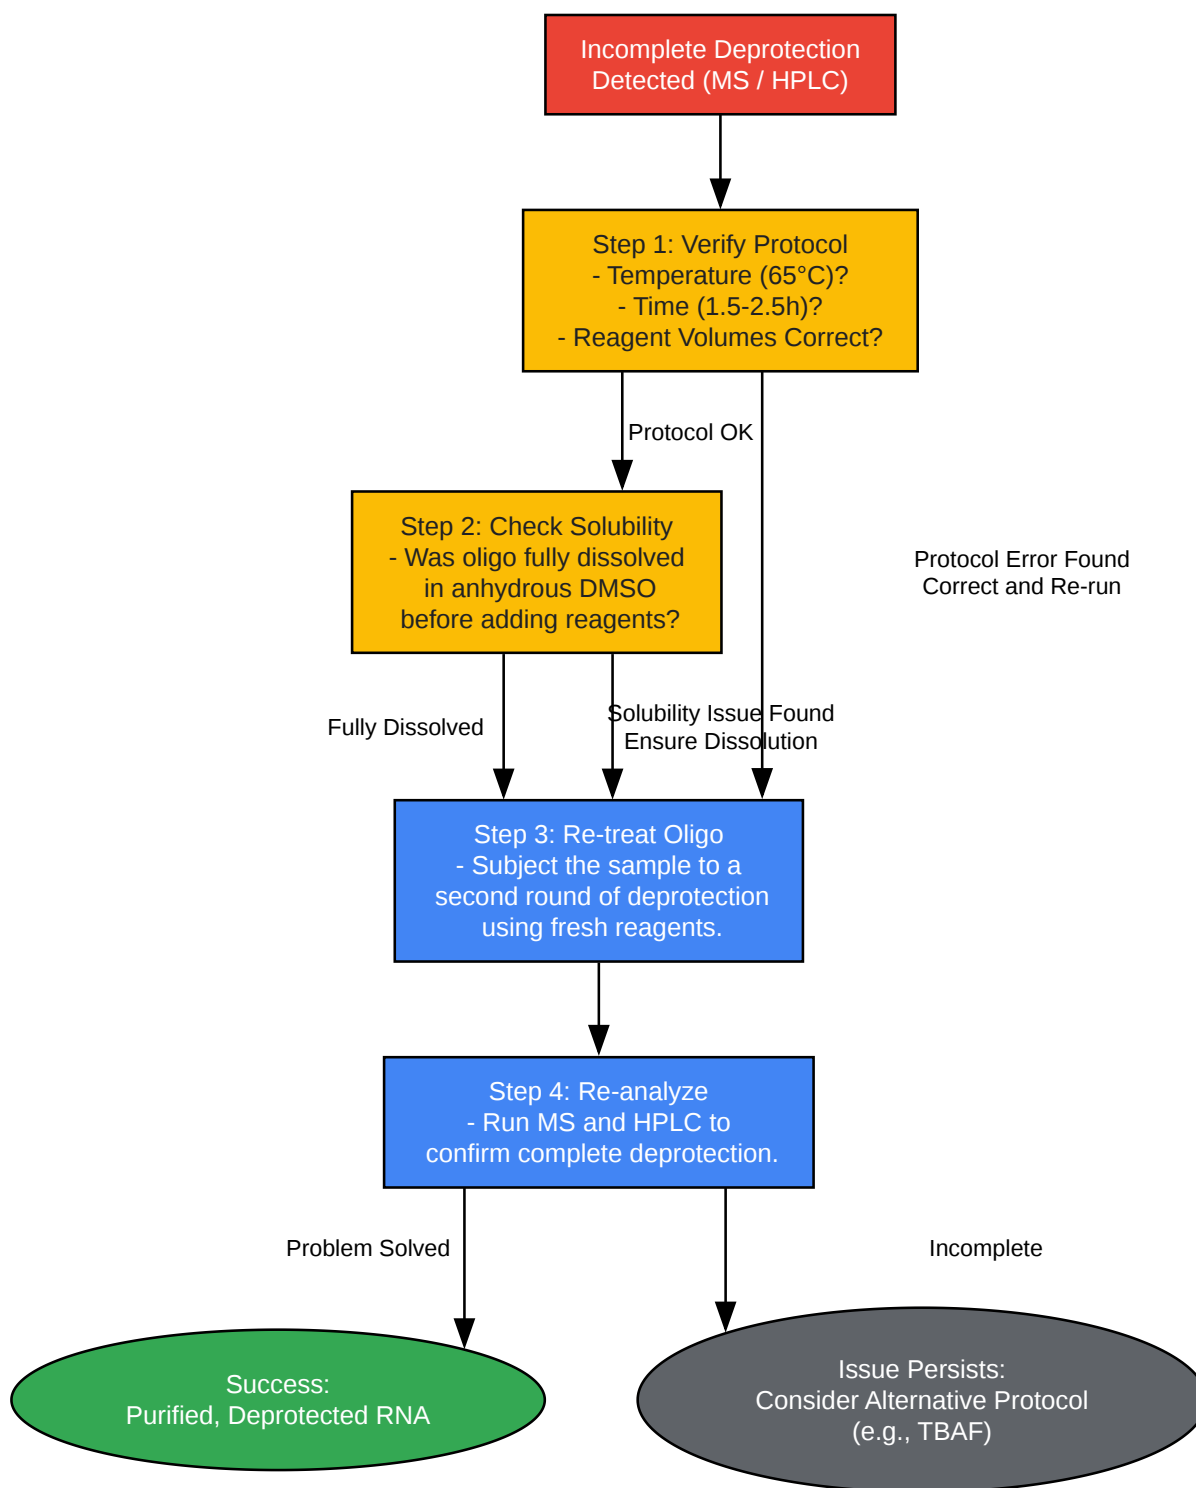 Incomplete Deprotection
Detected (MS / HPLC)
Step 1: Verify Protocol
- Temperature (65°C)?
- Time (1.5-2.5h)?
- Reagent Volumes Correct?
Protocol OK
Step 2: Check Solubility
- Was oligo fully dissolved
in anhydrous DMSO
before adding reagents?
Protocol Error Found
Correct and Re-run
Fully Dissolved
Solubility Issue Found
Ensure Dissolution
Step 3: Re-treat Oligo
- Subject the sample to a
second round of deprotection
using fresh reagents.
Step 4: Re-analyze
- Run MS and HPLC to
confirm complete deprotection.
Problem Solved
Incomplete
Success:
Purified, Deprotected RNA
Issue Persists:
Consider Alternative Protocol
(e.g., TBAF)